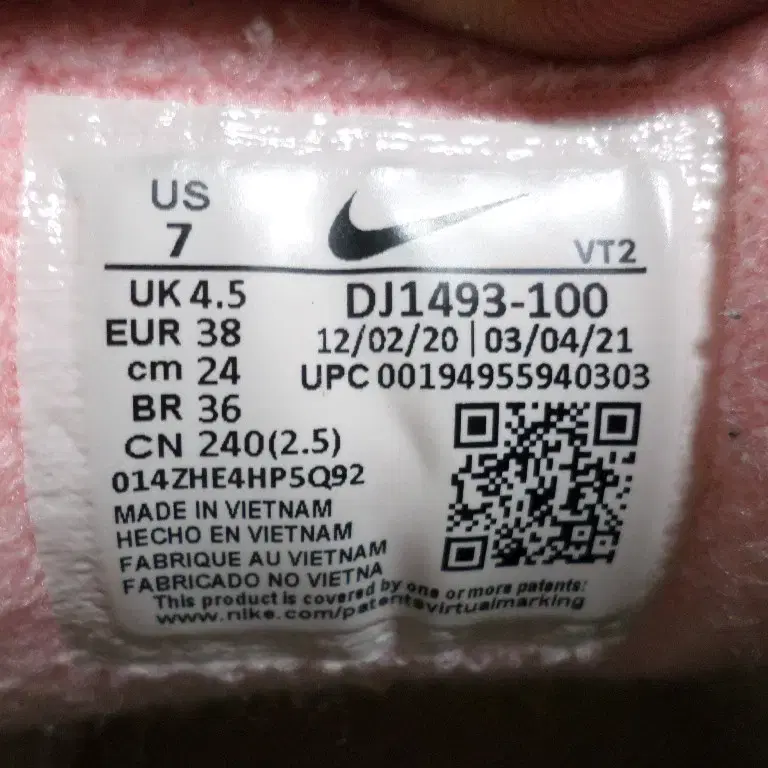 US
7
VT2
UK 4.5
EUR 38
cm 24
BR 36
CN 240(2.5)
DJ1493-100
12/02/20 | 03/04/21
UPC 00194955940303
014ZHE4HP5Q92
MADE IN VIETNAM
HECHO EN VIETNAM
FABRIQUE AU VIETNAM
FABRICADO NO VIETNA
This product is covered by one or more patents:
www.nike.com/patentsvirtualmarking